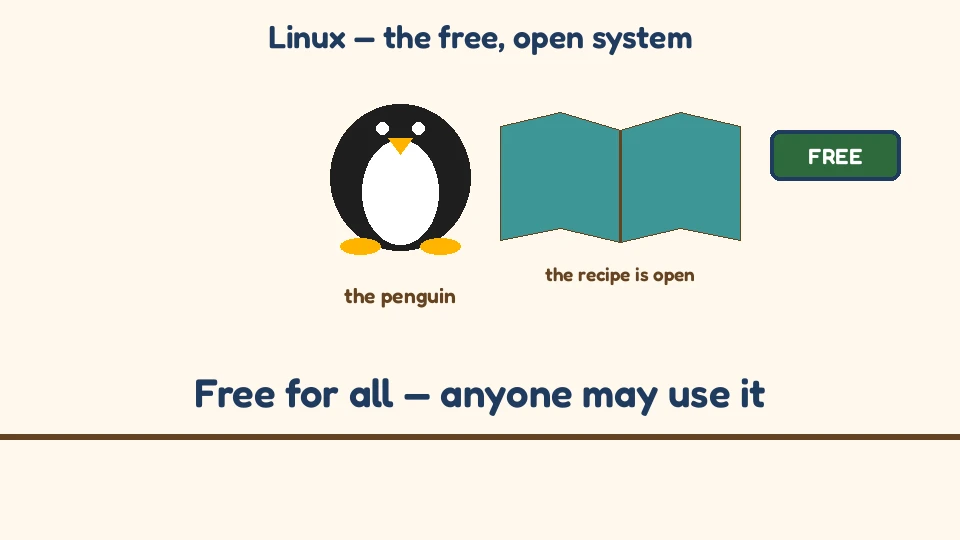 Linux — the free, open system
FREE
the recipe is open
the penguin
Free for all — anyone may use it